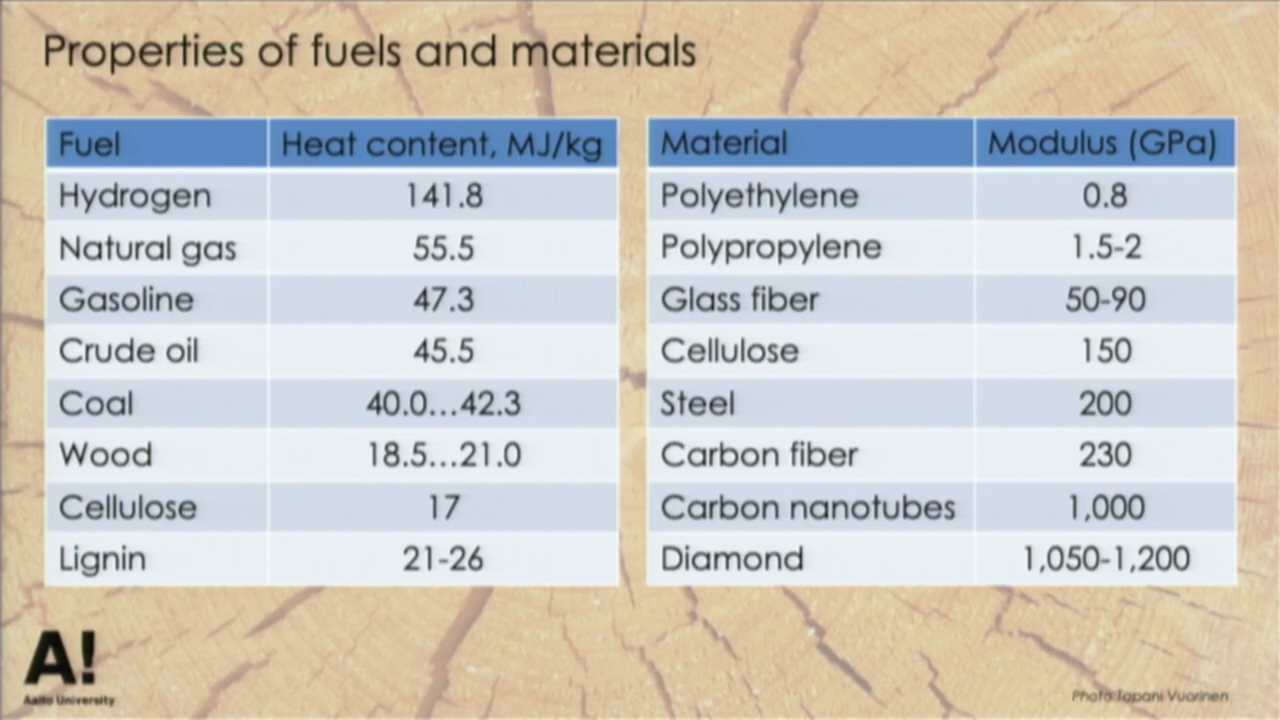 Properties of fuels and materials
Fuel Heat content, MJ/kg
Hydrogen 141.8
Natural gas 55.5
Gasoline 47.3
Crude oil 45.5
Coal 40.0...42.3
Wood 18.5...21.0
Cellulose 17
Lignin 21-26
Material Modulus (GPa)
Polyethylene 0.8
Polypropylene 1.5-2
Glass fiber 50-90
Cellulose 150
Steel 200
Carbon fiber 230
Carbon nanotubes 1,000
Diamond 1,050-1,200
A!
Aalto University
Photo Tapani Vuorinen